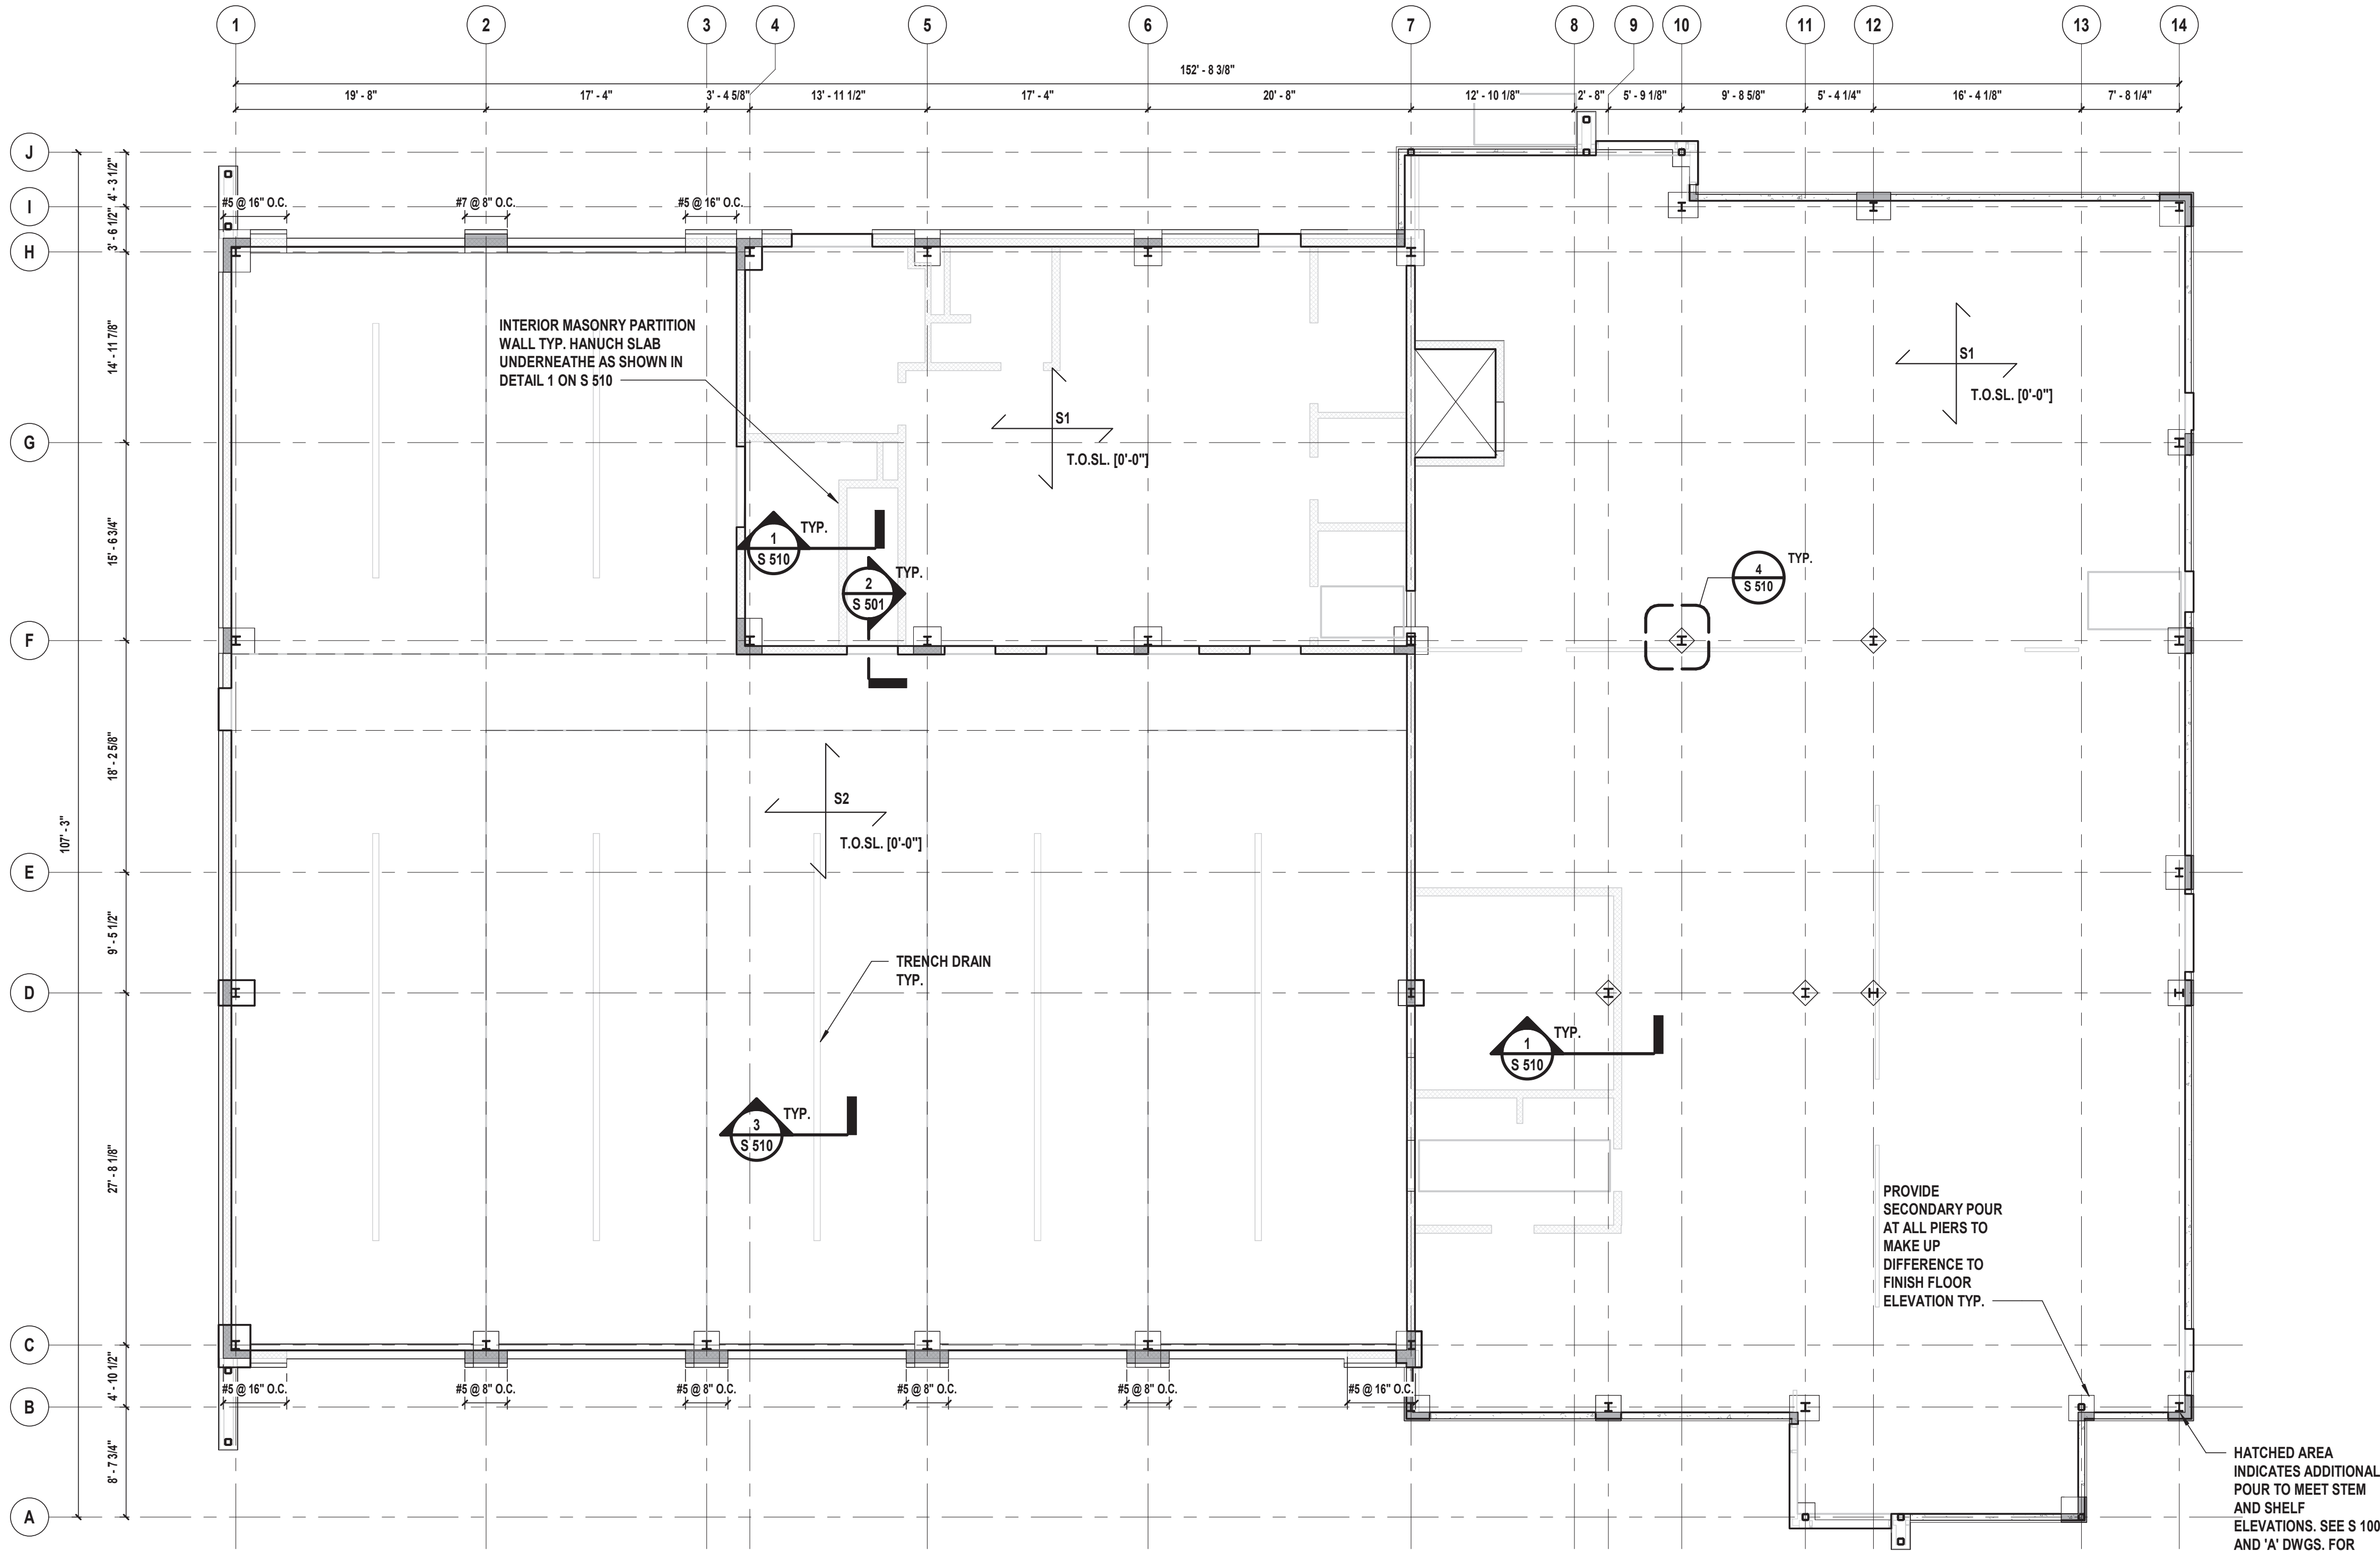 1 2 3 4 5 6 7 8 9 10 11 12 13 14
152' - 8 3/8"
19' - 8" 17' - 4" 3' - 4 5/8" 13' - 11 1/2" 17' - 4" 20' - 8" 12' - 10 1/8" 2' - 8" 5' - 9 1/8" 9' - 8 5/8" 5' - 4 1/4" 16' - 4 1/8" 7' - 8 1/4"
J
4' - 3 1/2"
I
#5 @ 16" O.C. #7 @ 8" O.C. #5 @ 16" O.C.
3' - 6 1/2"
H
INTERIOR MASONRY PARTITION
WALL TYP. HANUCH SLAB
UNDERNEATHE AS SHOWN IN
DETAIL 1 ON S 510
14' - 11 7/8"
S1
T.O.SL. [0'-0"]
S1
T.O.SL. [0'-0"]
G
15' - 6 3/4"
1
S 510
TYP.
2
S 501
TYP.
4
S 510
TYP.
F
18' - 2 5/8"
S2
T.O.SL. [0'-0"]
107' - 3"
E
9' - 5 1/2"
TRENCH DRAIN
TYP.
D
1
S 510
TYP.
3
S 510
TYP.
27' - 8 1/8"
PROVIDE
SECONDARY POUR
AT ALL PIERS TO
MAKE UP
DIFFERENCE TO
FINISH FLOOR
ELEVATION TYP.
C
4' - 10 1/2"
#5 @ 16" O.C. #5 @ 8" O.C. #5 @ 8" O.C. #5 @ 8" O.C. #5 @ 8" O.C. #5 @ 16" O.C.
B
8' - 7 3/4"
HATCHED AREA
INDICATES ADDITIONAL
POUR TO MEET STEM
AND SHELF
ELEVATIONS. SEE S 100
AND 'A' DWGS. FOR
A